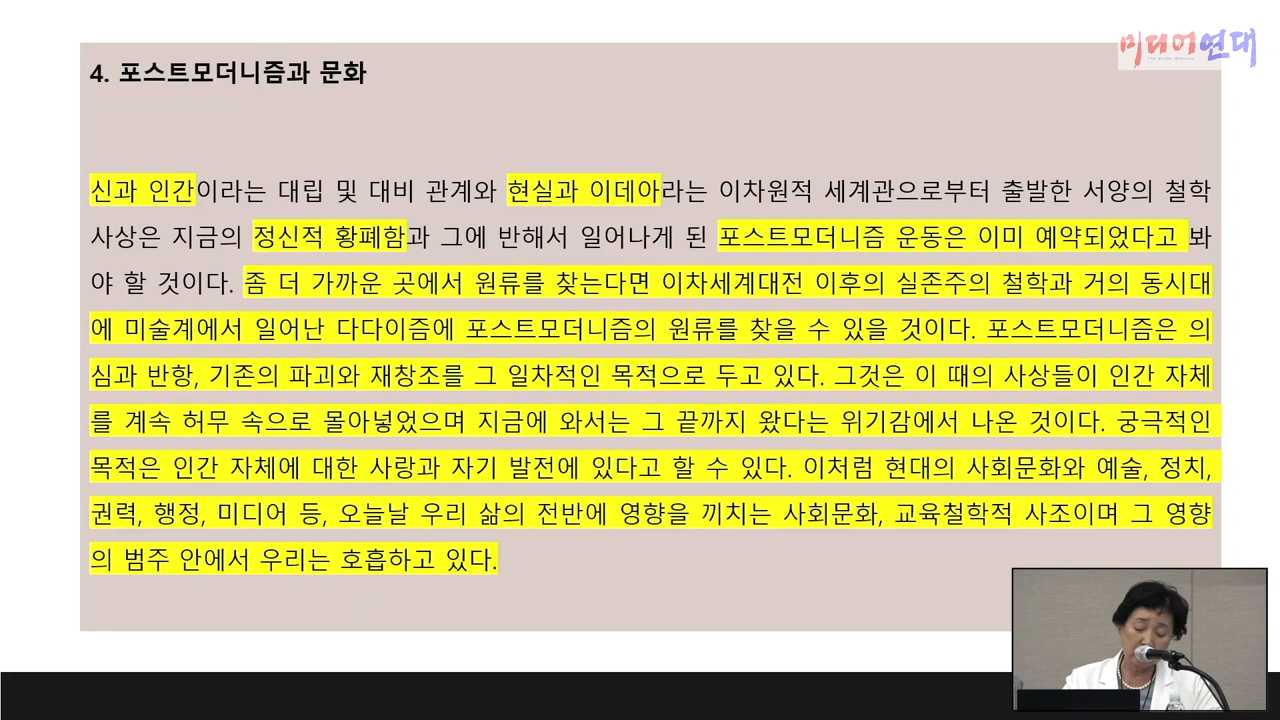 미디어연대
4. 포스트모더니즘과 문화
신과 인간이라는 대립 및 대비 관계와 현실과 이데아라는 이차원적 세계관으로부터 출발한 서양의 철학
사상은 지금의 정신적 황폐함과 그에 반해서 일어나게 된 포스트모더니즘 운동은 이미 예약되었다고 봐
야 할 것이다. 좀 더 가까운 곳에서 원류를 찾는다면 이차세계대전 이후의 실존주의 철학과 거의 동시대
에 미술계에서 일어난 다다이즘에 포스트모더니즘의 원류를 찾을 수 있을 것이다. 포스트모더니즘은 의
심과 반항, 기존의 파괴와 재창조를 그 일차적인 목적으로 두고 있다. 그것은 이 때의 사상들이 인간 자체
를 계속 허무 속으로 몰아넣었으며 지금에 와서는 그 끝까지 왔다는 위기감에서 나온 것이다. 궁극적인
목적은 인간 자체에 대한 사랑과 자기 발전에 있다고 할 수 있다. 이처럼 현대의 사회문화와 예술, 정치,
권력, 행정, 미디어 등, 오늘날 우리 삶의 전반에 영향을 끼치는 사회문화, 교육철학적 사조이며 그 영향
의 범주 안에서 우리는 호흡하고 있다.